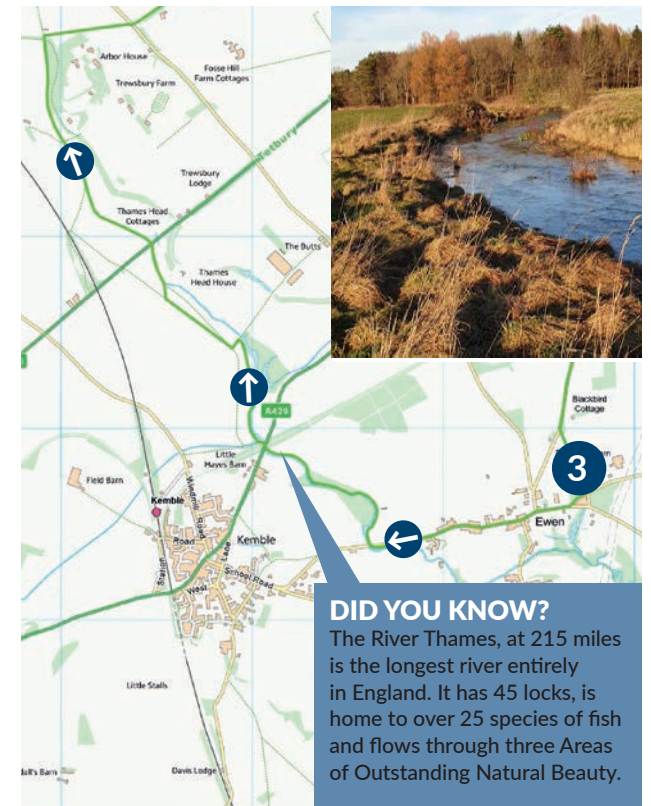 Arbor House
Fosse Hill
Farm Cottages
Trewsbury Farm
Tetbury
Trewsbury
Lodge
Thames Head
Cottages
The Butts
Thames
Head House
A429
Blackbird
Cottage
Little
Hayes Barn
Field Barn
Windmill Road
3
Kemble
Ewen
Road
Kemble
Station
Lane
School Road
West
DID YOU KNOW?
The River Thames, at 215 miles
is the longest river entirely
in England. It has 45 locks, is
home to over 25 species of fish
and flows through three Areas
of Outstanding Natural Beauty.
Little Stalls
Davis Lodge